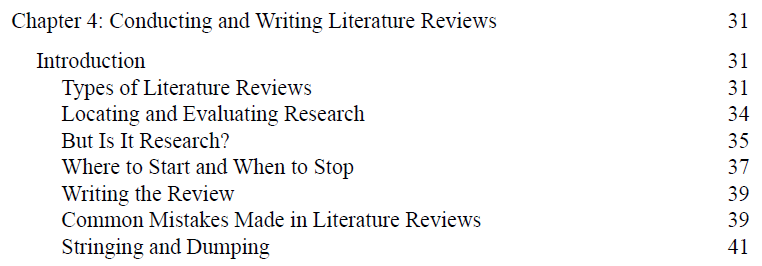 Chapter 4: Conducting and Writing Literature Reviews 31
Introduction 31
Types of Literature Reviews 31
Locating and Evaluating Research 34
But Is It Research? 35
Where to Start and When to Stop 37
Writing the Review 39
Common Mistakes Made in Literature Reviews 39
Stringing and Dumping 41